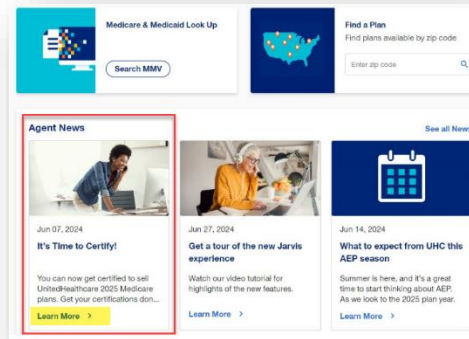 Medicare & Medicaid Look Up
Search MMV
Find a Plan
Find plans available by zip code
Enter zip code
Agent News
See all News
Jun 07, 2024
It's Time to Certify!
You can now get certified to sell
UnitedHealthcare 2025 Medicare
plans. Get your certifications don...
Learn More >
Jun 27, 2024
Get a tour of the new Jarvis
experience
Watch our video tutorial for
highlights of the new features.
Learn More >
Jun 14, 2024
What to expect from UHC this
AEP season
Summer is here, and it's a great
time to start thinking about AEP.
As we look to the 2025 plan year.
Learn More >